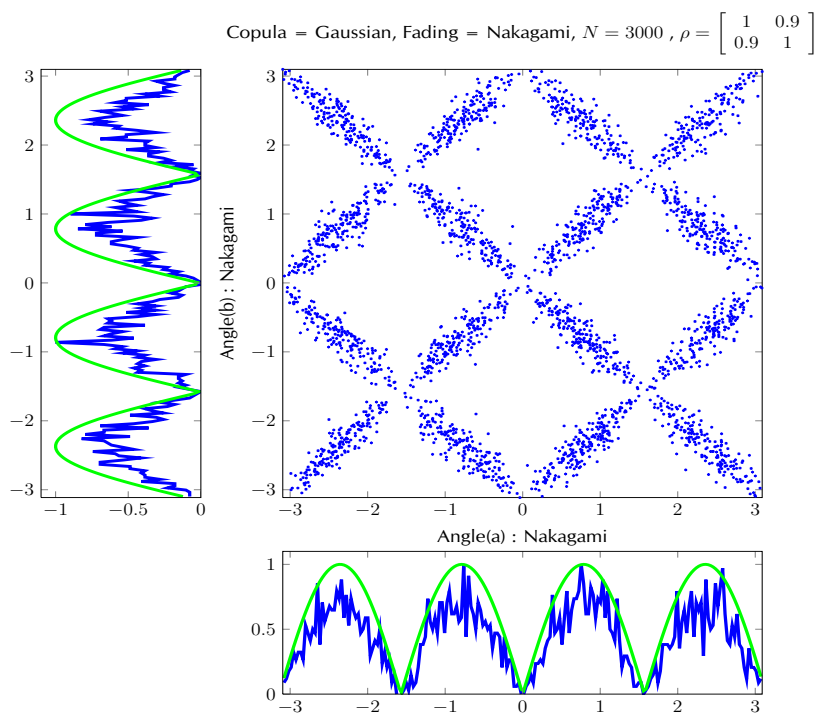 Copula = Gaussian, Fading = Nakagami, N = 3000 , ρ = [ 1 0.9
0.9 1 ]
3
2
1
0
−1
−2
−3
−1 −0.5 0
Angle(b) : Nakagami
3
2
1
0
−1
−2
−3
−3 −2 −1 0 1 2 3
Angle(a) : Nakagami
1
0.5
0
−3 −2 −1 0 1 2 3